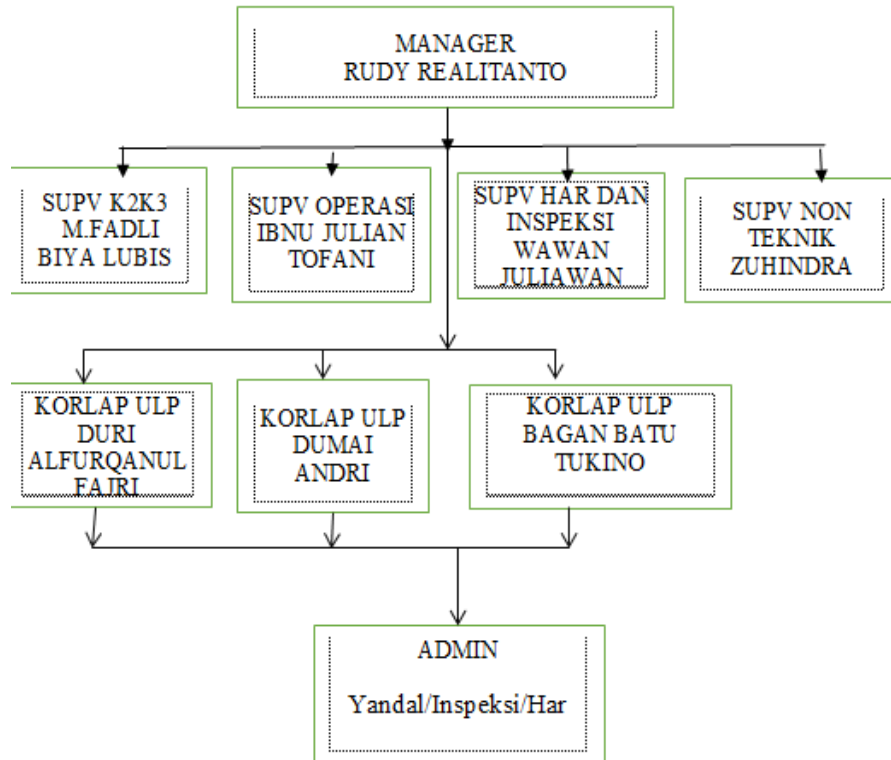 MANAGER
RUDY REALITANTO
SUPV K2K3
M.FADLI
BIYA LUBIS
SUPV OPERASI
IBNU JULIAN
TOFANI
SUPV HAR DAN
INSPEKSI
WAWAN
JULIAWAN
SUPV NON
TEKNIK
ZUHINDRA
KORLAP ULP
DURI
ALFURQANUL
FAJRI
KORLAP ULP
DUMAI
ANDRI
KORLAP ULP
BAGAN BATU
TUKINO
ADMIN
Yandal/Inspeksi/Har